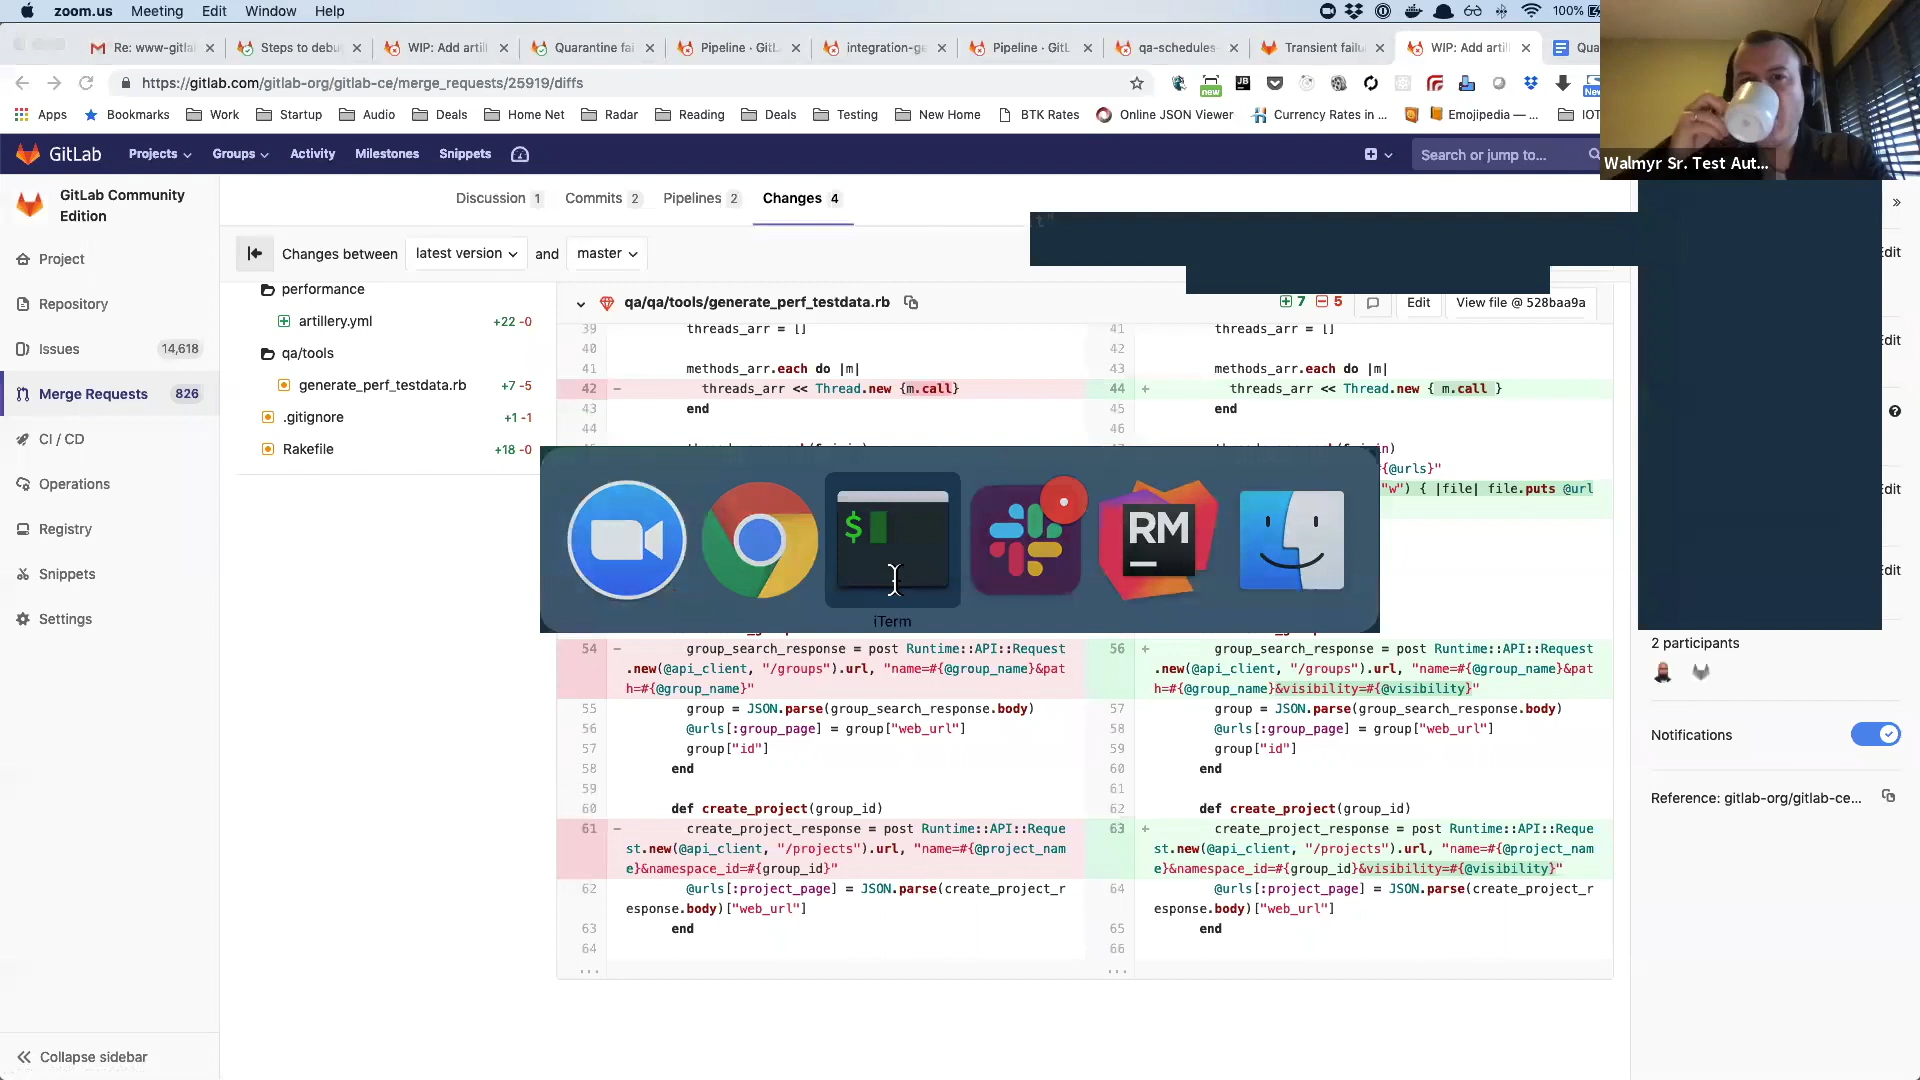 zoom.us Meeting Edit Window Help 100%
Re: www-gitla
Steps to debu
WIP: Add artil
Quarantine fai
Pipeline · GitL
integration-ge
Pipeline · GitL
qa-schedules-
Transient failu
WIP: Add artil
Qua
https://gitlab.com/gitlab-org/gitlab-ce/merge_requests/25919/diffs
new
JB
New
Apps Bookmarks Work Startup Audio Deals Home Net Radar Reading Deals Testing New Home BTK Rates Online JSON Viewer Currency Rates in ... Emojipedia — ... IOT
Walmyr Sr. Test Aut...
GitLab Projects Groups Activity Milestones Snippets Search or jump to...
GitLab Community
Edition
Project
Repository
Issues 14,618
Merge Requests 826
CI / CD
Operations
Registry
Snippets
Settings
Collapse sidebar
Discussion 1 Commits 2 Pipelines 2 Changes 4
Changes between latest version and master
performance
artillery.yml +22 -0
qa/tools
generate_perf_testdata.rb +7 -5
.gitignore +1 -1
Rakefile +18 -0
qa/qa/tools/generate_perf_testdata.rb 7 5 Edit View file @ 528baa9a
39 threads_arr = [] 41 threads_arr = []
40 42
41 methods_arr.each do |m| 43 methods_arr.each do |m|
42 - threads_arr << Thread.new {m.call} 44 + threads_arr << Thread.new { m.call }
43 end 45 end
44 46
#{@urls}"
"w") { |file| file.puts @url
$
RM
iTerm
54 - group_search_response = post Runtime::API::Request 56 + group_search_response = post Runtime::API::Request
.new(@api_client, "/groups").url, "name=#{@group_name}&pat .new(@api_client, "/groups").url, "name=#{@group_name}&pat
h=#{@group_name}" h=#{@group_name}&visibility=#{@visibility}"
55 group = JSON.parse(group_search_response.body) 57 group = JSON.parse(group_search_response.body)
56 @urls[:group_page] = group["web_url"] 58 @urls[:group_page] = group["web_url"]
57 group["id"] 59 group["id"]
58 end 60 end
59 61
60 def create_project(group_id) 62 def create_project(group_id)
61 - create_project_response = post Runtime::API::Reque 63 + create_project_response = post Runtime::API::Reque
st.new(@api_client, "/projects").url, "name=#{@project_nam st.new(@api_client, "/projects").url, "name=#{@project_nam
e}&namespace_id=#{group_id}" e}&namespace_id=#{group_id}&visibility=#{@visibility}"
62 @urls[:project_page] = JSON.parse(create_project_r 64 @urls[:project_page] = JSON.parse(create_project_r
esponse.body)["web_url"] esponse.body)["web_url"]
63 end 65 end
64 66
... ...
dit
dit
dit
dit
2 participants
Notifications
Reference: gitlab-org/gitlab-ce...